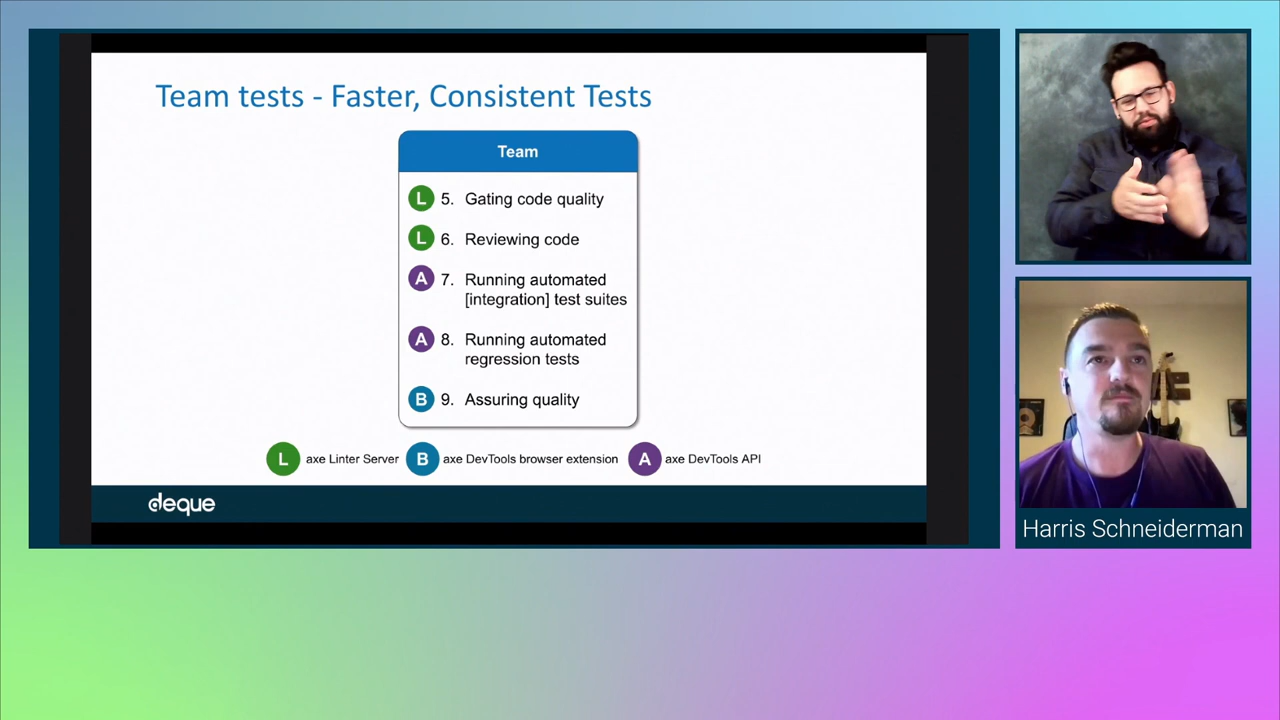 Team tests - Faster, Consistent Tests
Team
L 5. Gating code quality
L 6. Reviewing code
A 7. Running automated
[integration] test suites
A 8. Running automated
regression tests
B 9. Assuring quality
L axe Linter Server B axe DevTools browser extension A axe DevTools API
deque
Harris Schneiderman